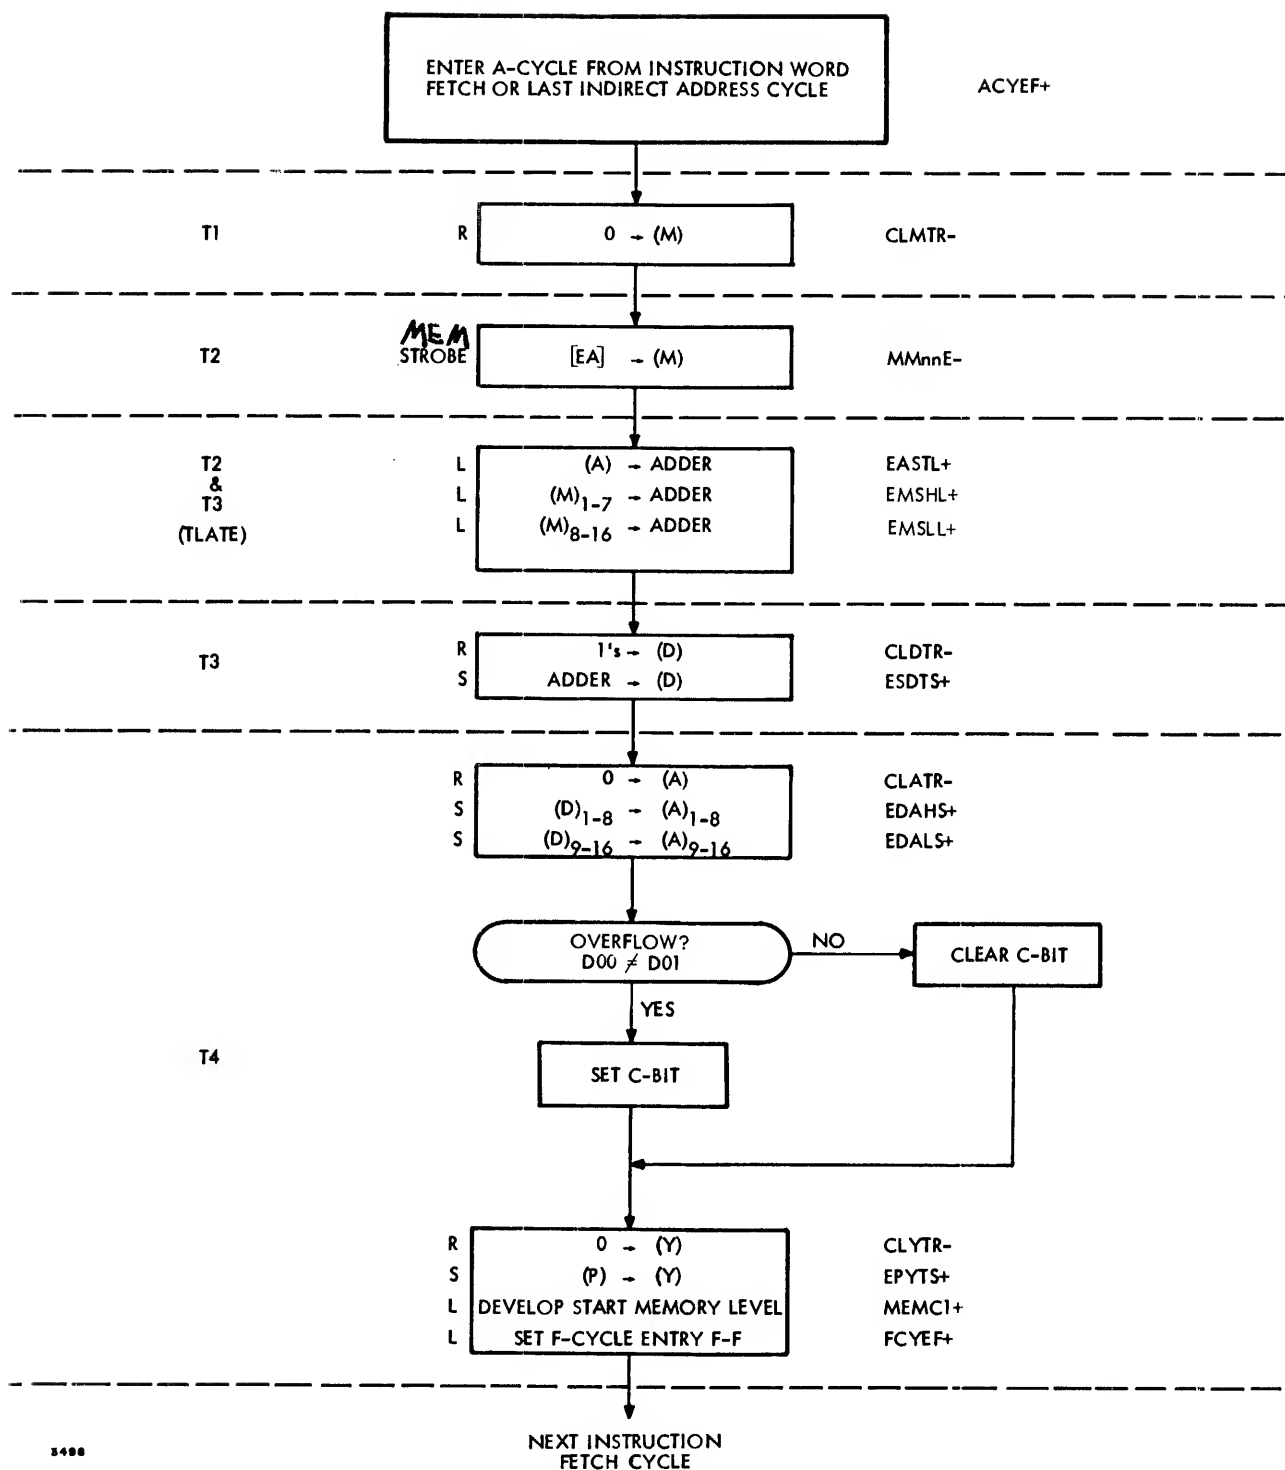 ENTER A-CYCLE FROM INSTRUCTION WORD
FETCH OR LAST INDIRECT ADDRESS CYCLE
ACYEF+
T1
R
0 → (M)
CLMTR-
T2
MEM
STROBE
[EA] → (M)
MMnnE-
T2
&
T3
(TLATE)
L (A) → ADDER EASTL+
L (M)1-7 → ADDER EMSHL+
L (M)8-16 → ADDER EMSLL+
T3
R 1's → (D) CLDTR-
S ADDER → (D) ESDTS+
R 0 → (A) CLATR-
S (D)1-8 → (A)1-8 EDAHS+
S (D)9-16 → (A)9-16 EDALS+
OVERFLOW?
D00 ≠ D01
NO
CLEAR C-BIT
YES
T4
SET C-BIT
R 0 → (Y) CLYTR-
S (P) → (Y) EPYTS+
L DEVELOP START MEMORY LEVEL MEMC1+
L SET F-CYCLE ENTRY F-F FCYEF+
NEXT INSTRUCTION
FETCH CYCLE
3498